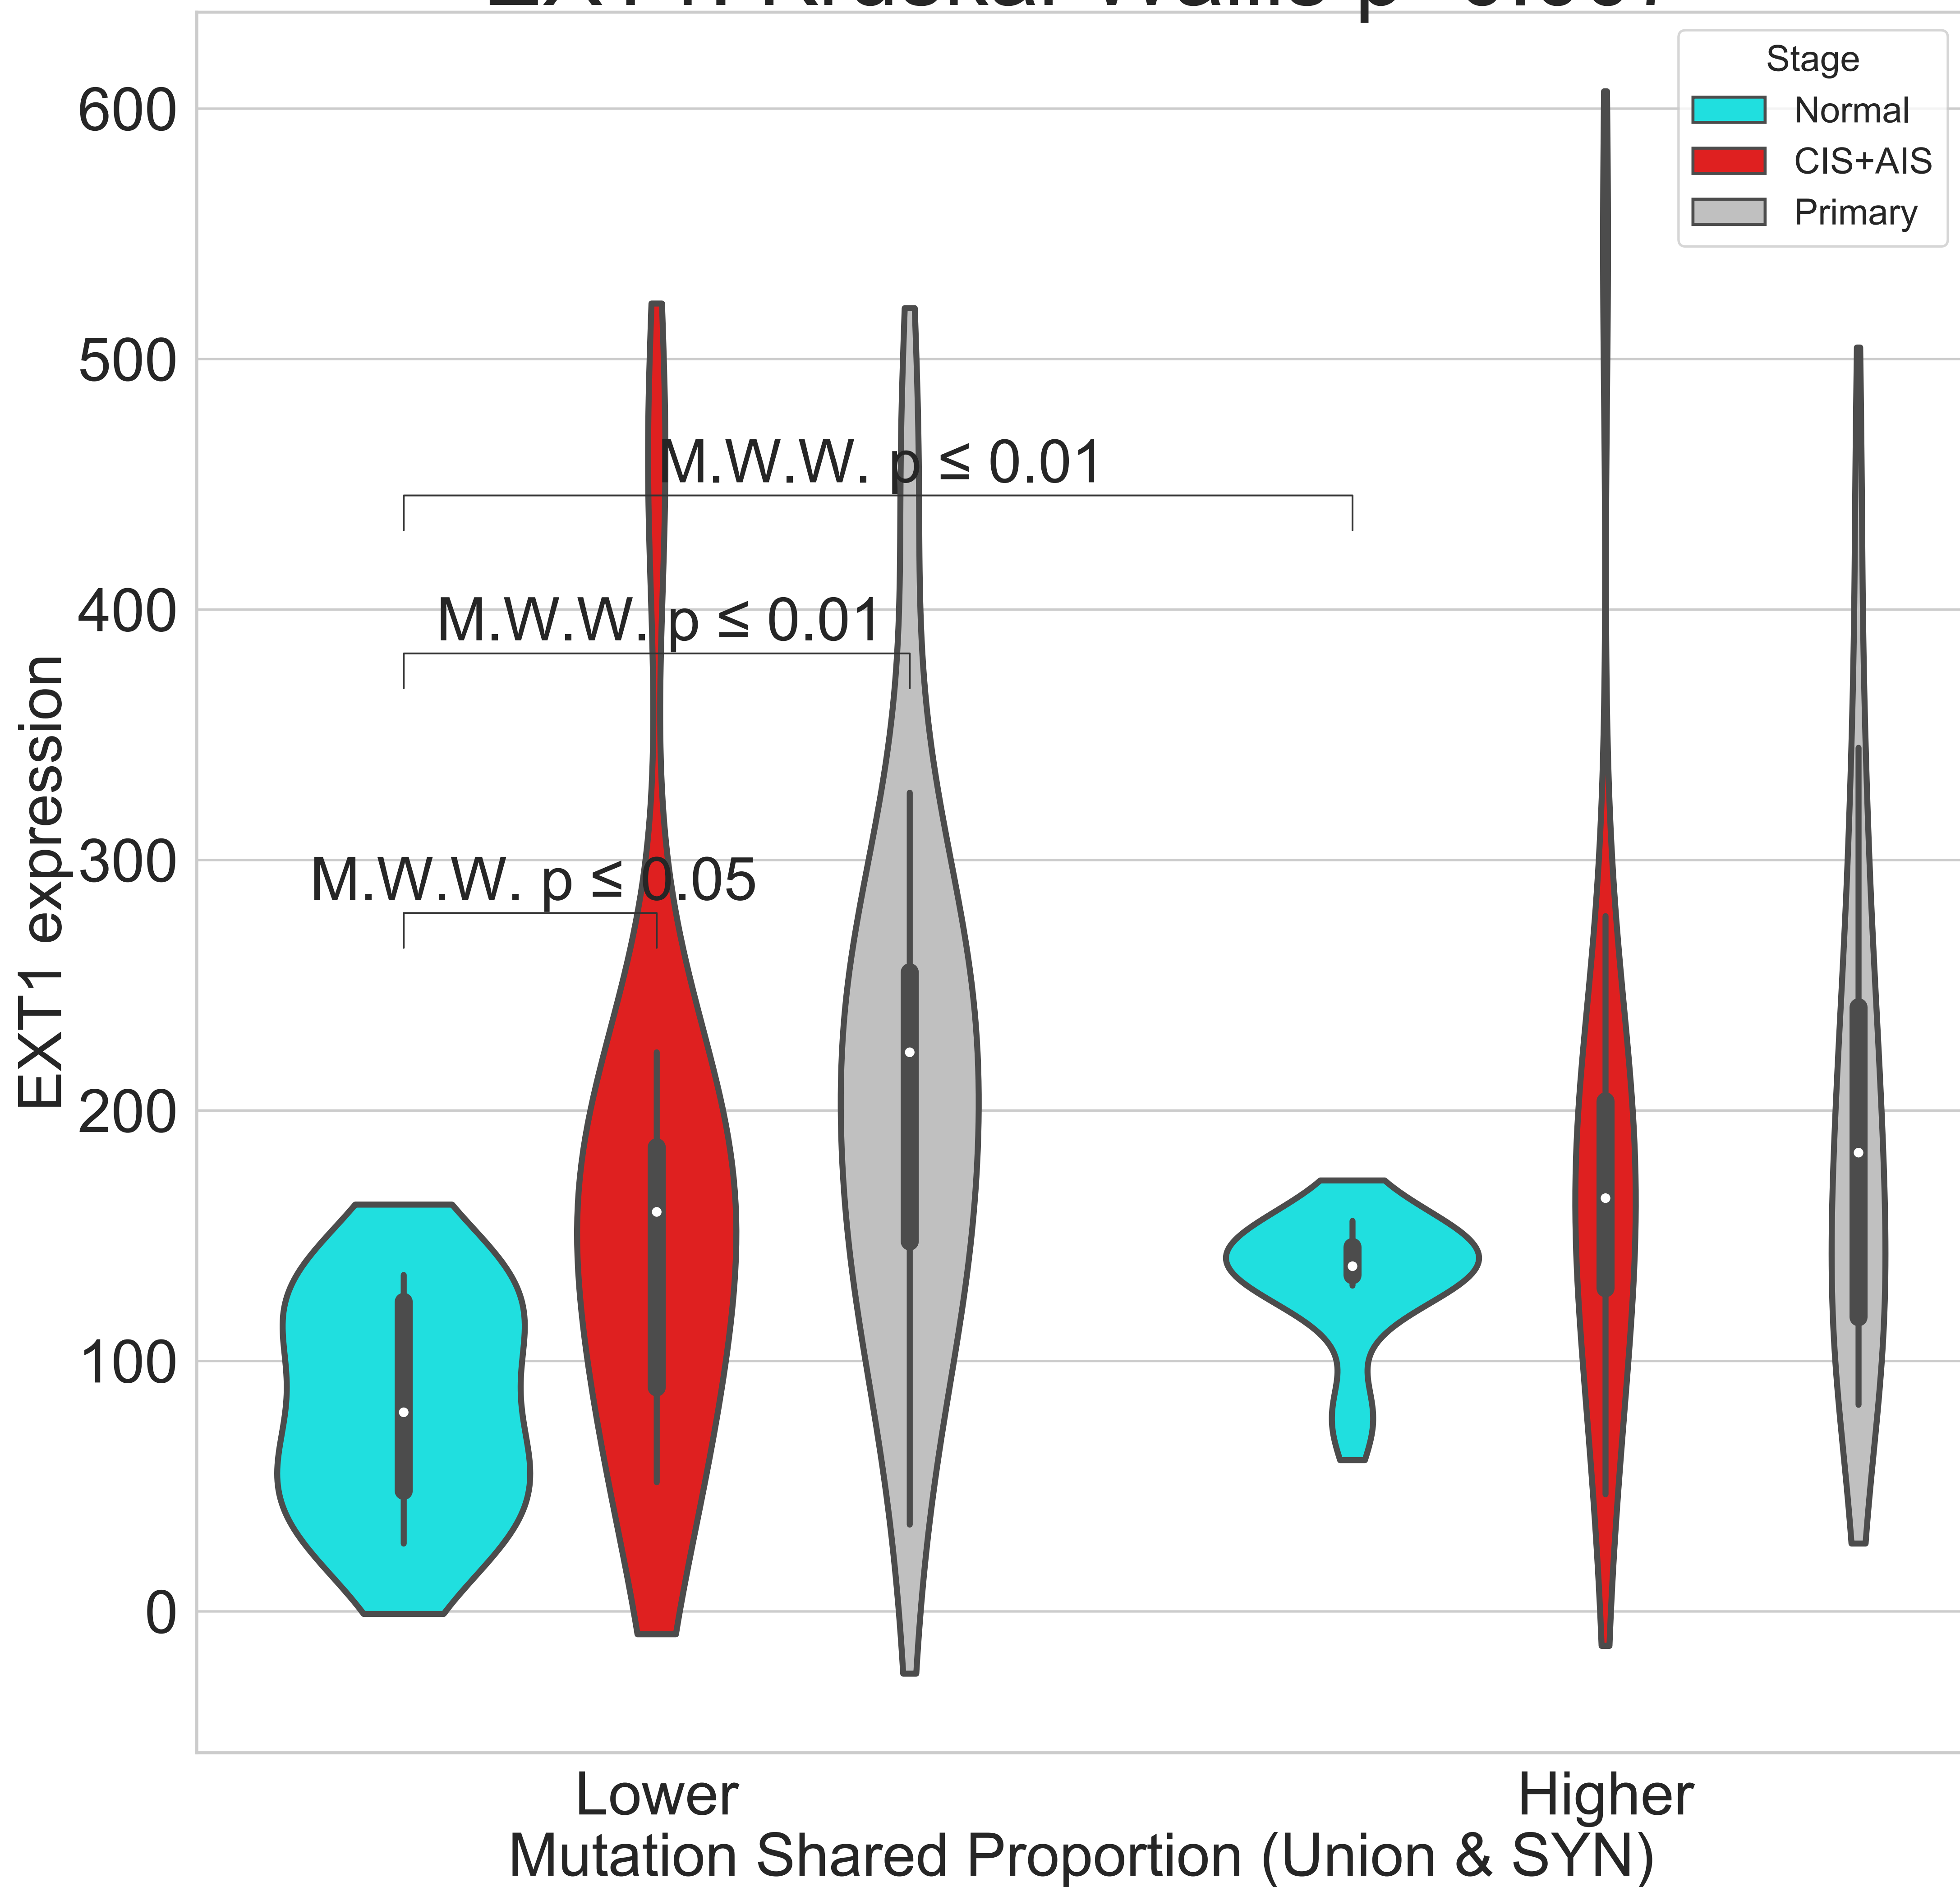 Stage
Normal
CIS+AIS
Primary
600
500
400
300
200
100
0
EXT1 expression
M.W.W. p ≤ 0.01
M.W.W. p ≤ 0.01
M.W.W. p ≤ 0.05
Lower
Higher
Mutation Shared Proportion (Union & SYN)